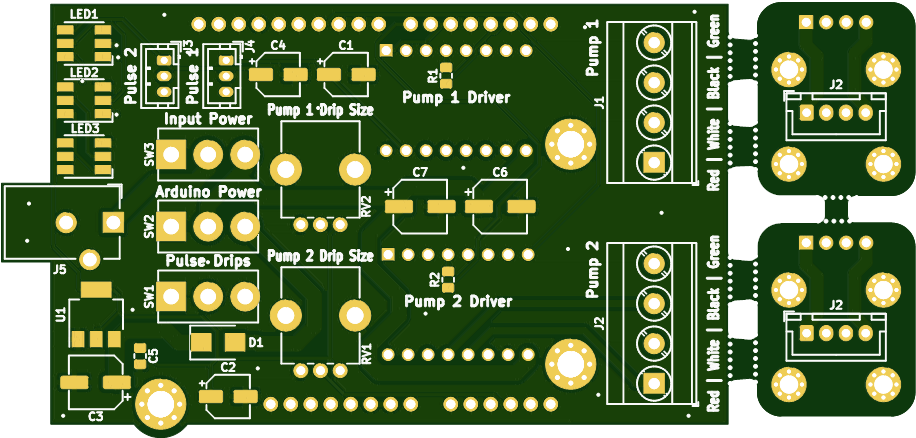 LED1
LED2
LED3
Pulse 2
J3
Pulse 1
J4
C4
C1
Pump 1 Drip Size
Input Power
SW3
Arduino Power
SW2
Pulse Drips
SW1
RV2
R1
Pump 1 Driver
C7
C6
Pump 1
J1
Red | White | Black | Green
J2
J5
U1
C5
C3
D1
C2
Pump 2 Drip Size
RV1
R2
Pump 2 Driver
Pump 2
J2
Red | White | Black | Green
J2